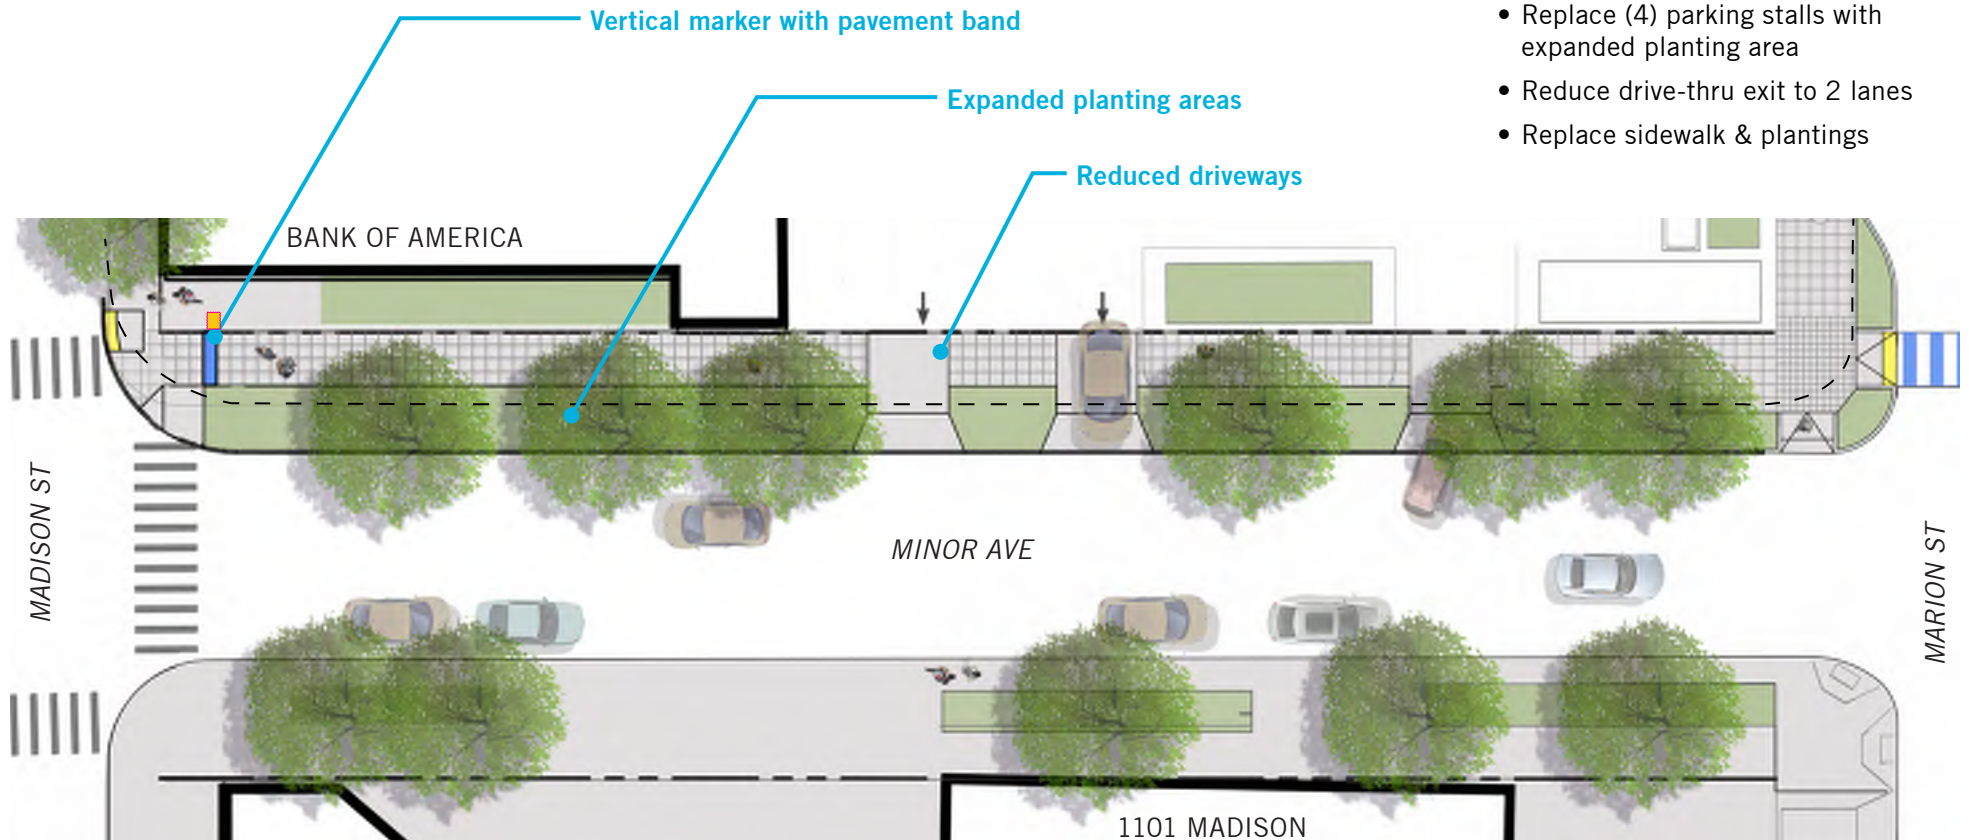 Vertical marker with pavement band
Expanded planting areas
Reduced driveways
• Replace (4) parking stalls with
expanded planting area
• Reduce drive-thru exit to 2 lanes
• Replace sidewalk & plantings
BANK OF AMERICA
MADISON ST
MINOR AVE
MARION ST
1101 MADISON